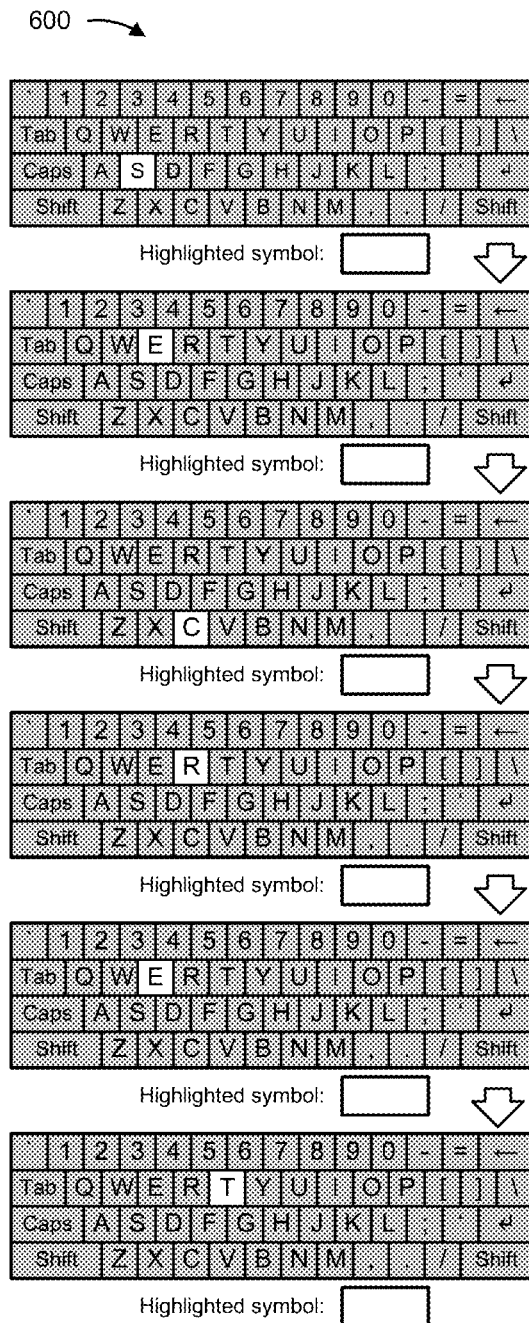 600
` 1 2 3 4 5 6 7 8 9 0 - = ←
Tab Q W E R T Y U I O P [ ] \
Caps A S D F G H J K L ; ' ↵
Shift Z X C V B N M , . / Shift
Highlighted symbol:
` 1 2 3 4 5 6 7 8 9 0 - = ←
Tab Q W E R T Y U I O P [ ] \
Caps A S D F G H J K L ; ' ↵
Shift Z X C V B N M , . / Shift
Highlighted symbol:
` 1 2 3 4 5 6 7 8 9 0 - = ←
Tab Q W E R T Y U I O P [ ] \
Caps A S D F G H J K L ; ' ↵
Shift Z X C V B N M , . / Shift
Highlighted symbol:
` 1 2 3 4 5 6 7 8 9 0 - = ←
Tab Q W E R T Y U I O P [ ] \
Caps A S D F G H J K L ; ' ↵
Shift Z X C V B N M , . / Shift
Highlighted symbol:
` 1 2 3 4 5 6 7 8 9 0 - = ←
Tab Q W E R T Y U I O P [ ] \
Caps A S D F G H J K L ; ' ↵
Shift Z X C V B N M , . / Shift
Highlighted symbol:
` 1 2 3 4 5 6 7 8 9 0 - = ←
Tab Q W E R T Y U I O P [ ] \
Caps A S D F G H J K L ; ' ↵
Shift Z X C V B N M , . / Shift
Highlighted symbol: